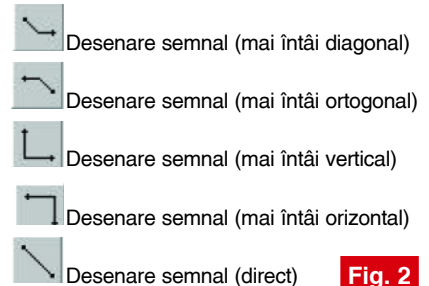 Desenare semnal (mai întâi diagonal)
Desenare semnal (mai întâi ortogonal)
Desenare semnal (mai întâi vertical)
Desenare semnal (mai întâi orizontal)
Desenare semnal (direct)
Fig. 2